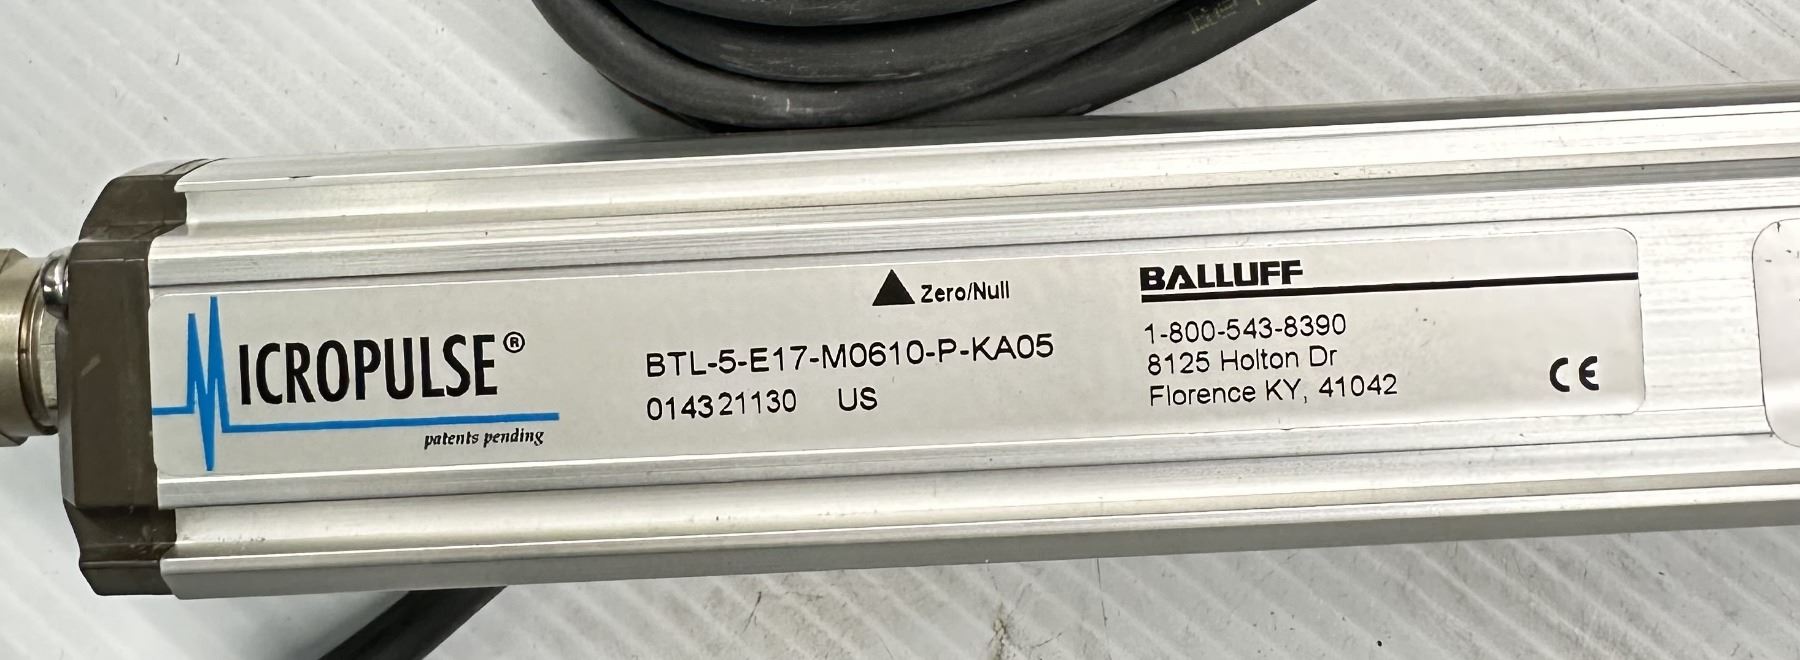 MICROPULSE®
patents pending
▲ Zero/Null
BTL-5-E17-M0610-P-KA05
014321130 US
BALLUFF
1-800-543-8390
8125 Holton Dr
Florence KY, 41042
CE